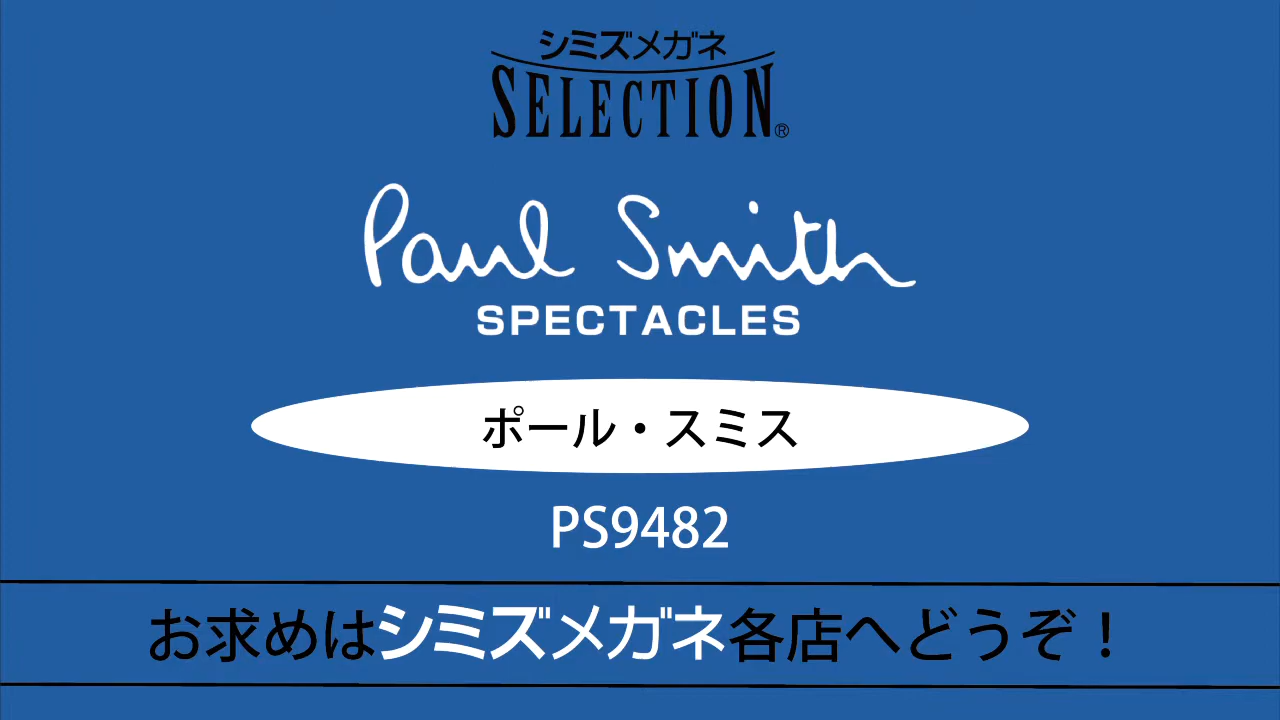 シミズメガネ
SELECTION®
Paul Smith
SPECTACLES
ポール・スミス
PS9482
お求めはシミズメガネ各店へどうぞ！